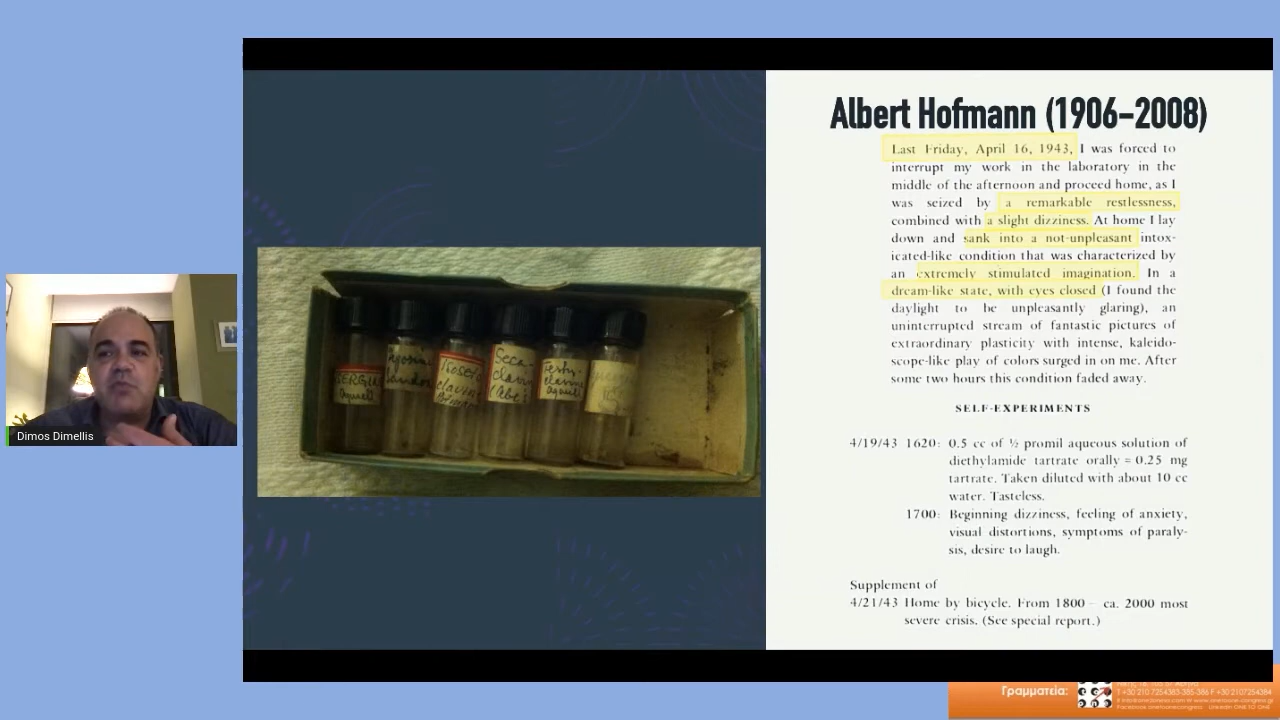 Dimos Dimellis
Albert Hofmann (1906–2008)
Last Friday, April 16, 1943, I was forced to
interrupt my work in the laboratory in the
middle of the afternoon and proceed home, as I
was seized by a remarkable restlessness,
combined with a slight dizziness. At home I lay
down and sank into a not-unpleasant intox-
icated-like condition that was characterized by
an extremely stimulated imagination. In a
dream-like state, with eyes closed (I found the
daylight to be unpleasantly glaring), an
uninterrupted stream of fantastic pictures of
extraordinary plasticity with intense, kaleido-
scope-like play of colors surged in on me. After
some two hours this condition faded away.
SELF-EXPERIMENTS
4/19/43 1620: 0.5 cc of ½ promil aqueous solution of
diethylamide tartrate orally = 0.25 mg
tartrate. Taken diluted with about 10 cc
water. Tasteless.
1700: Beginning dizziness, feeling of anxiety,
visual distortions, symptoms of paraly-
sis, desire to laugh.
Supplement of
4/21/43 Home by bicycle. From 1800 – ca. 2000 most
severe crisis. (See special report.)
Γραμματεία: